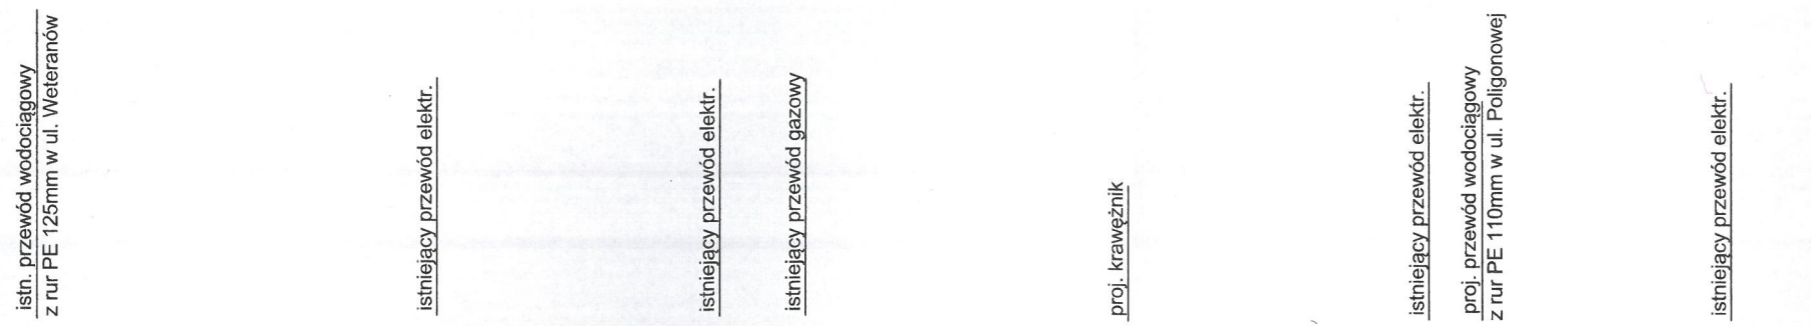 istn. przewód wodociągowy
z rur PE 125mm w ul. Weteranów
istniejący przewód elektr.
istniejący przewód elektr.
istniejący przewód gazowy
proj. krawężnik
istniejący przewód elektr.
proj. przewód wodociągowy
z rur PE 110mm w ul. Poligonowej
istniejący przewód elektr.